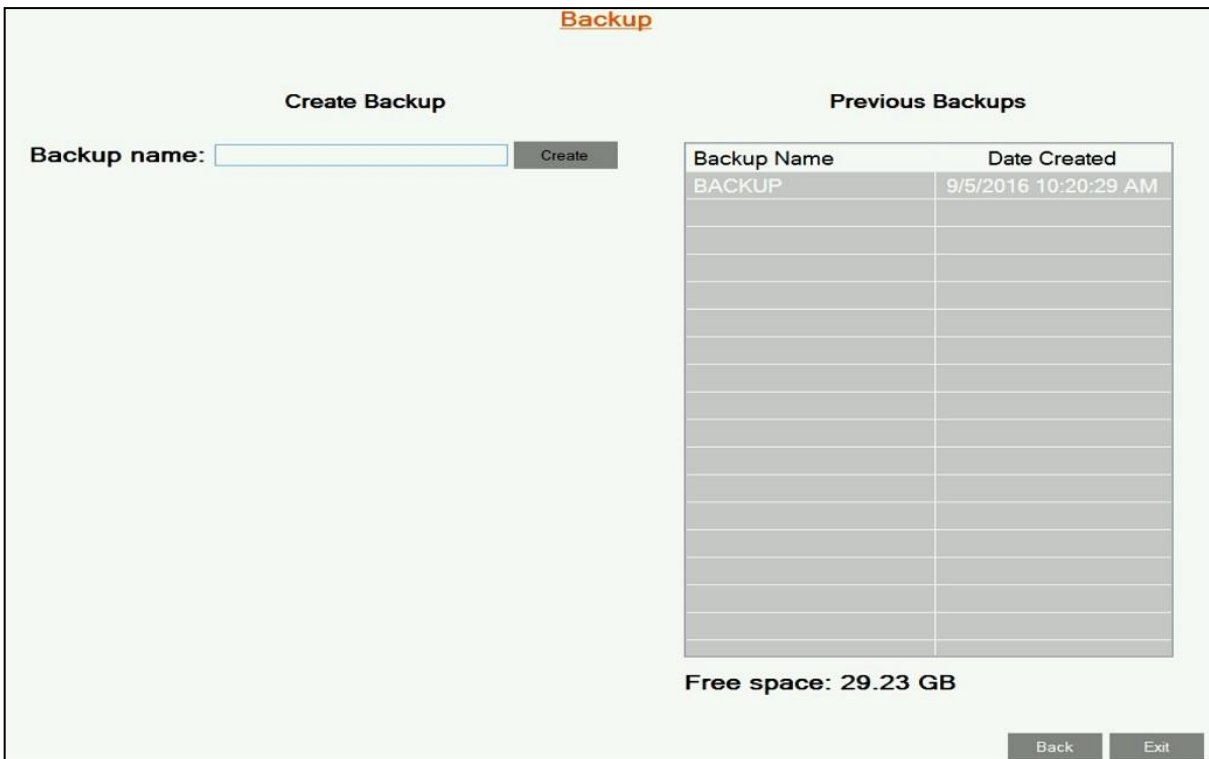 Backup
Create Backup
Backup name:
Create
Previous Backups
Backup Name Date Created
BACKUP 9/5/2016 10:20:29 AM
Free space: 29.23 GB
Back Exit